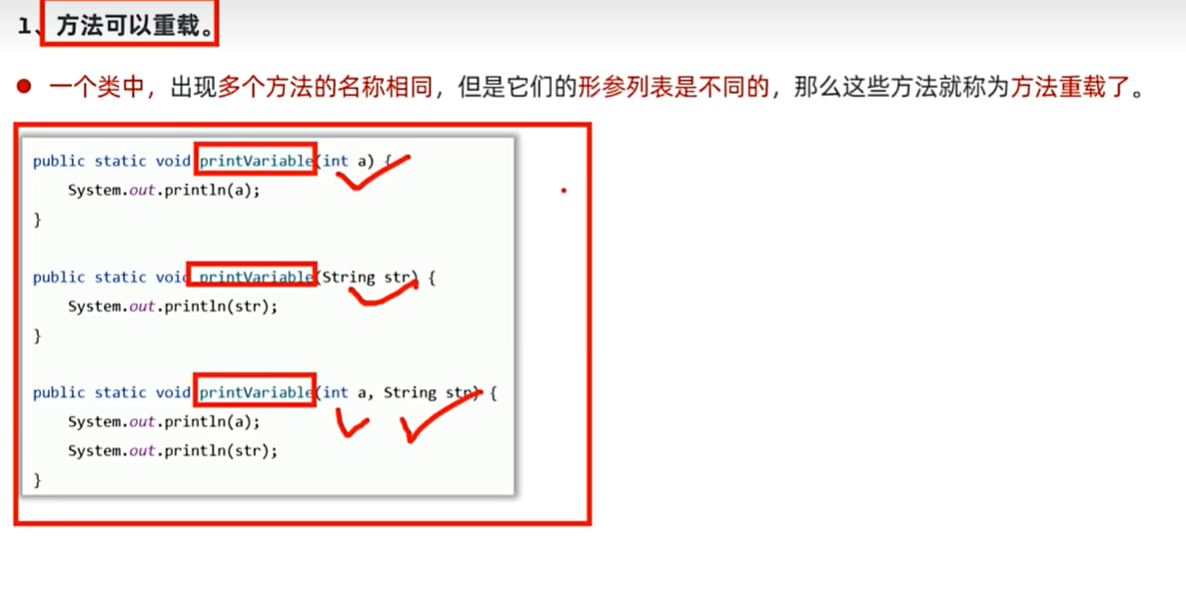 1、方法可以重载。
一个类中，出现多个方法的名称相同，但是它们的形参列表是不同的，那么这些方法就称为方法重载了。
public static void printVariable(int a) {
System.out.println(a);
}
public static void printVariable(String str) {
System.out.println(str);
}
public static void printVariable(int a, String str) {
System.out.println(a);
System.out.println(str);
}